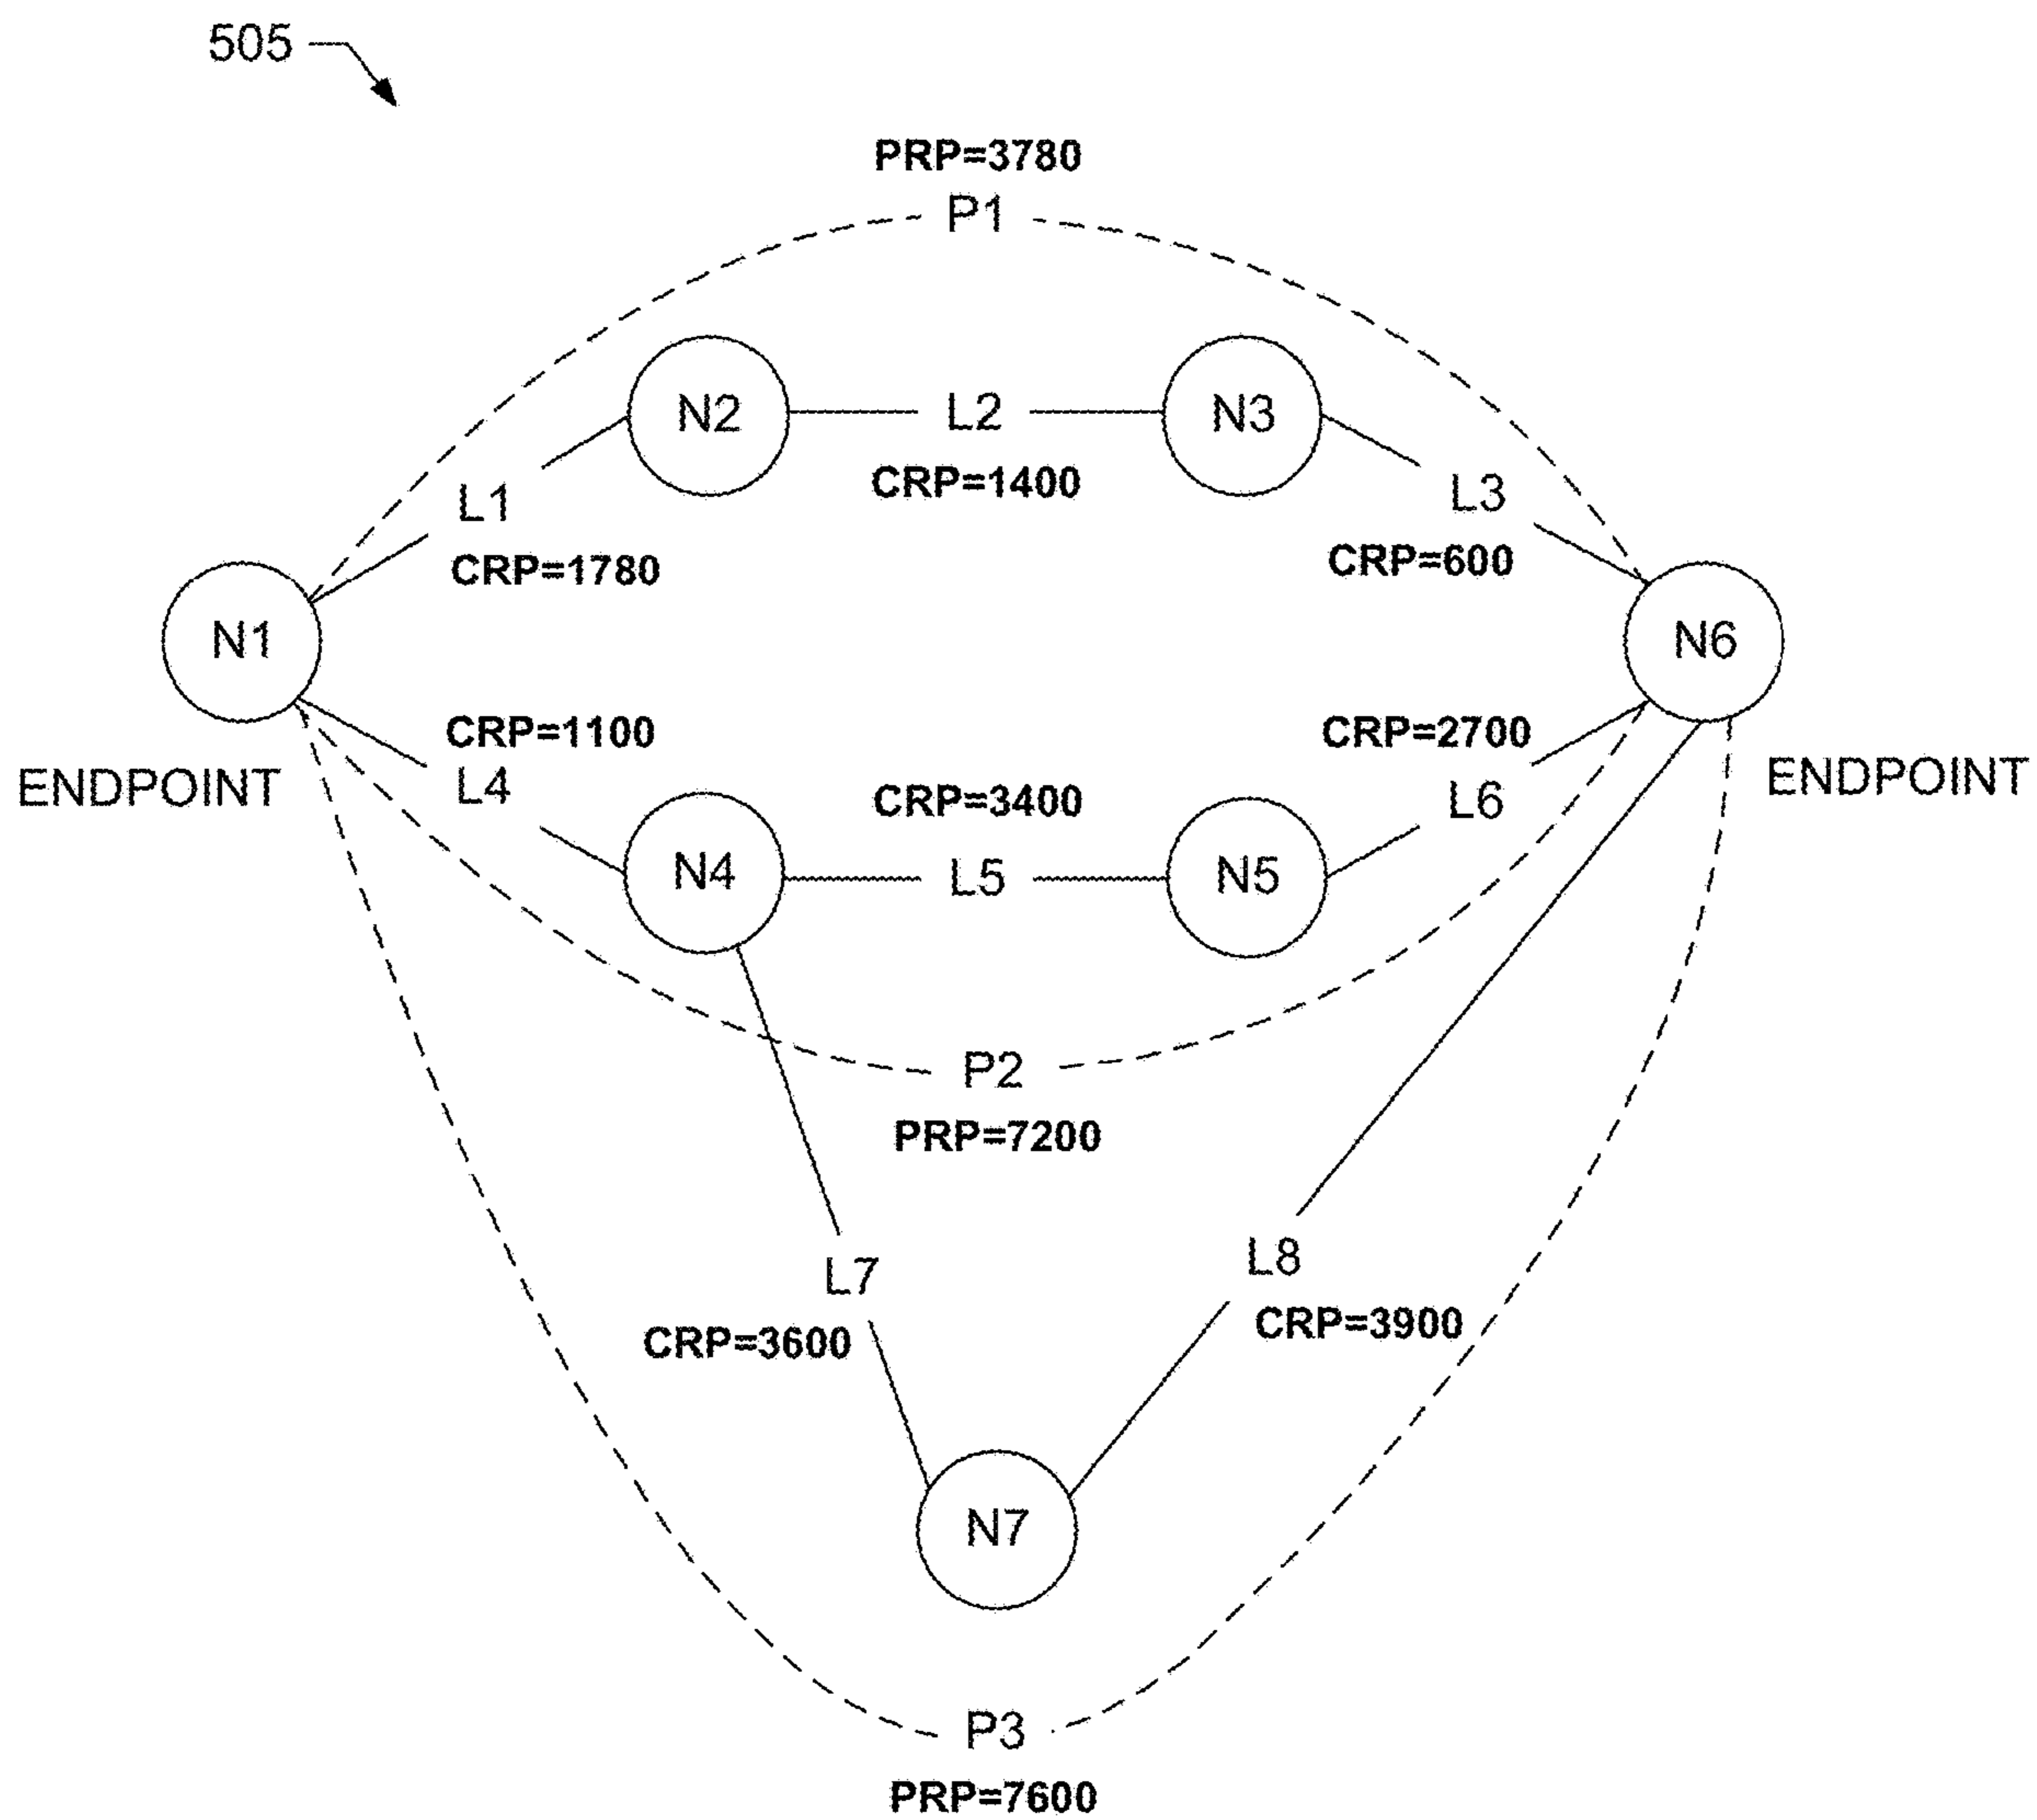 505
PRP=3780
P1
N2
L2
N3
CRP=1400
L1
L3
CRP=1780
CRP=600
N1
N6
CRP=1100
CRP=2700
ENDPOINT
L4
ENDPOINT
CRP=3400
L6
N4
L5
N5
P2
PRP=7200
L7
L8
CRP=3600
CRP=3900
N7
P3
PRP=7600